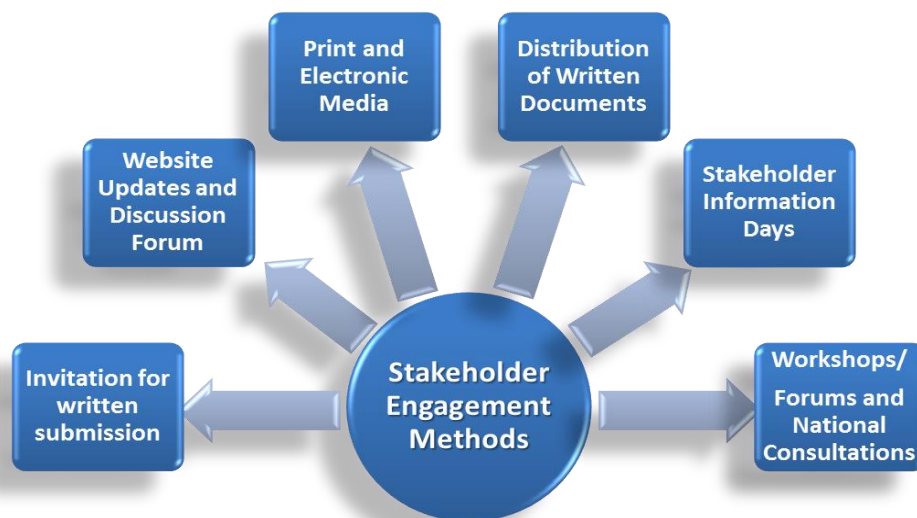 Print and
Electronic
Media
Distribution
of Written
Documents
Website
Updates and
Discussion
Forum
Stakeholder
Information
Days
Invitation for
written
submission
Stakeholder
Engagement
Methods
Workshops/
Forums and
National
Consultations